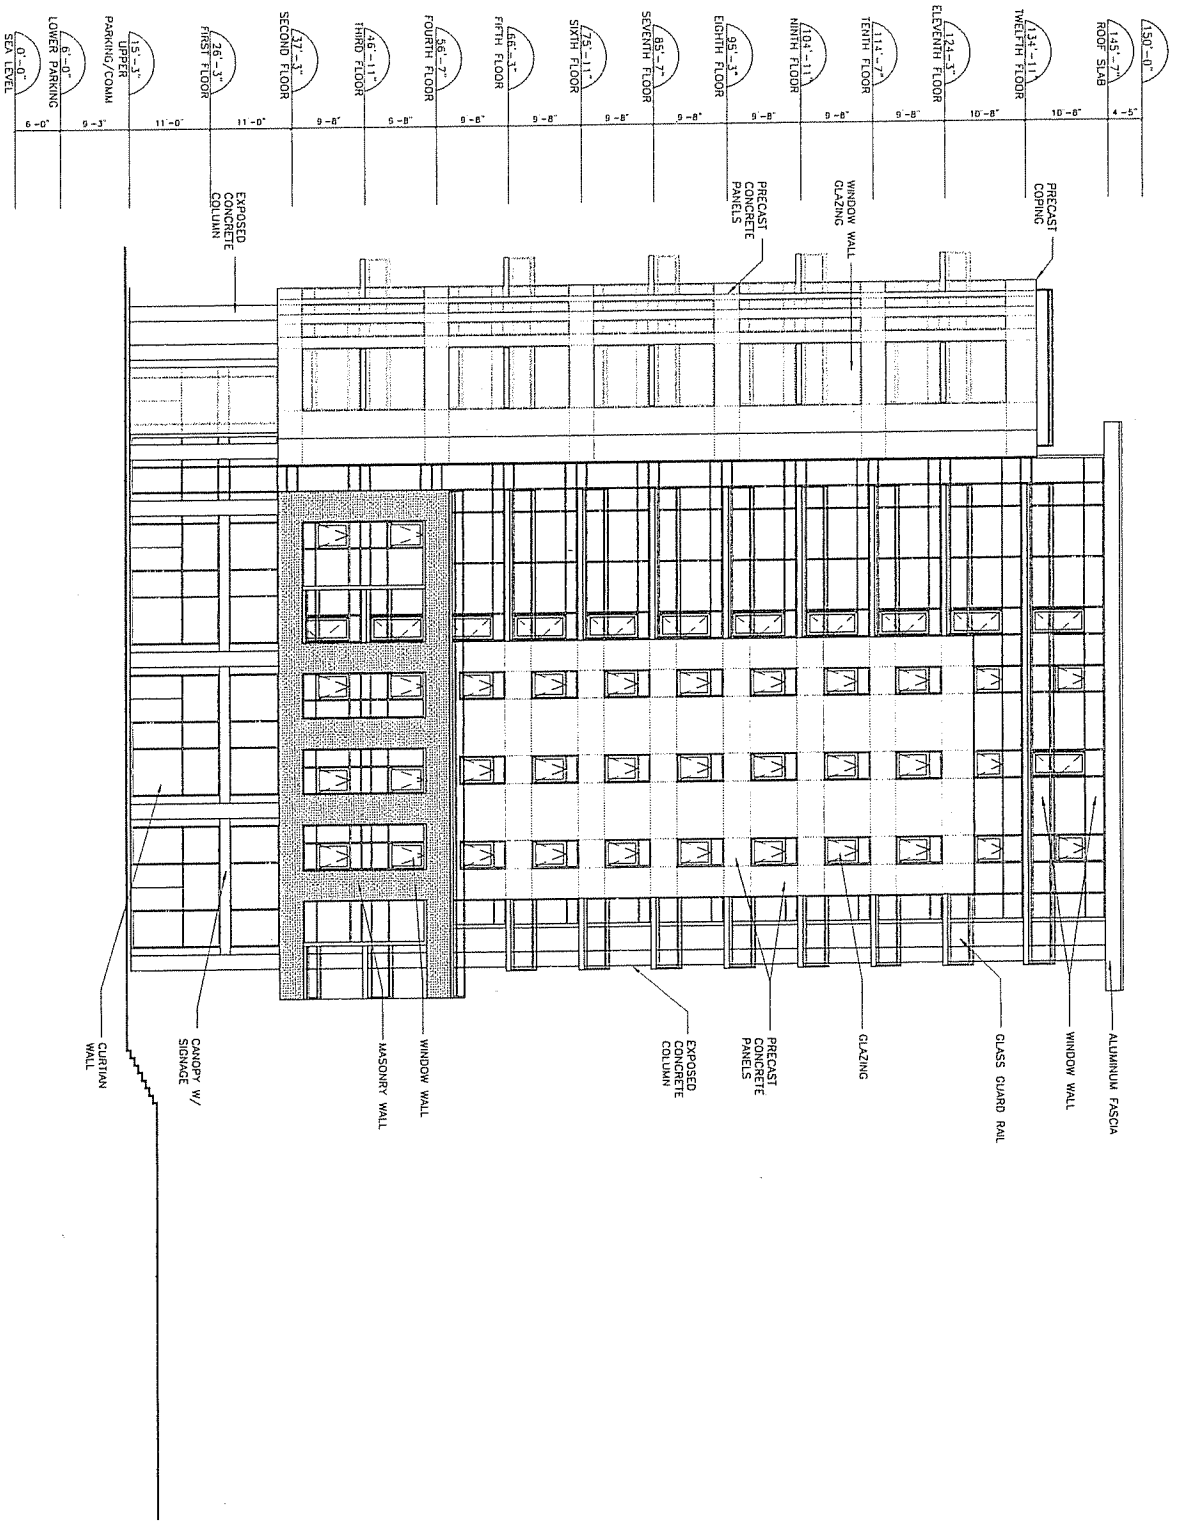 150'-0"
145'-7"
ROOF SLAB
134'-11"
TWELFTH FLOOR
124'-3"
ELEVENTH FLOOR
114'-7"
TENTH FLOOR
104'-11"
NINTH FLOOR
95'-3"
EIGHTH FLOOR
85'-7"
SEVENTH FLOOR
75'-11"
SIXTH FLOOR
66'-3"
FIFTH FLOOR
56'-7"
FOURTH FLOOR
46'-11"
THIRD FLOOR
37'-3"
SECOND FLOOR
26'-3"
FIRST FLOOR
15'-3"
UPPER
PARKING/COMM
6'-0"
LOWER PARKING
0'-0"
SEA LEVEL
4'-5"
10'-8"
10'-8"
9'-8"
9'-8"
9'-8"
9'-8"
9'-8"
9'-8"
9'-8"
9'-8"
9'-8"
11'-0"
11'-0"
9'-3"
6'-0"
PRECAST
COPING
WINDOW WALL
GLAZING
PRECAST
CONCRETE
PANELS
EXPOSED
CONCRETE
COLUMN
ALUMINUM FASCIA
WINDOW WALL
GLASS GUARD RAIL
GLAZING
PRECAST
CONCRETE
PANELS
EXPOSED
CONCRETE
COLUMN
WINDOW WALL
MASONRY WALL
CANOPY W/
SIGNAGE
CURTIAN
WALL